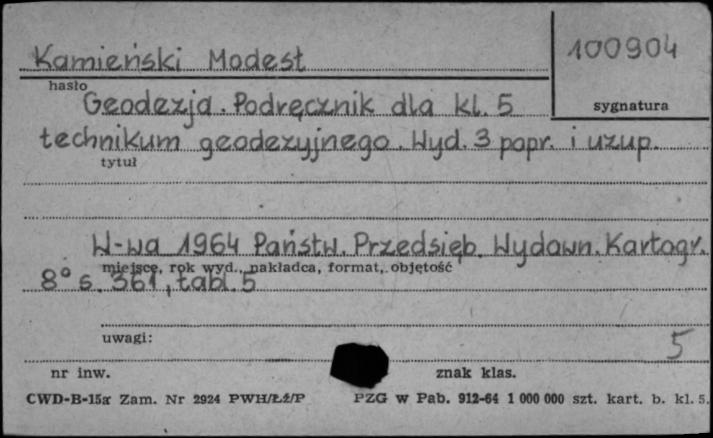 Kamieński Modest
100904
hasło
sygnatura
Geodezja. Podręcznik dla kl. 5
technikum geodezyjnego. Wyd. 3 popr. i uzup.
tytuł
W-wa 1964 Państw. Przedsięb. Wydawn. Kartogr.
miejsce, rok wyd., nakładca, format, objętość
8° s. 361, tabl. 5
uwagi:
5
nr inw.
znak klas.
CWD-B-15a Zam. Nr 2924 PWH/Łż/P PZG w Pab. 912-64 1 000 000 szt. kart. b. kl. 5.